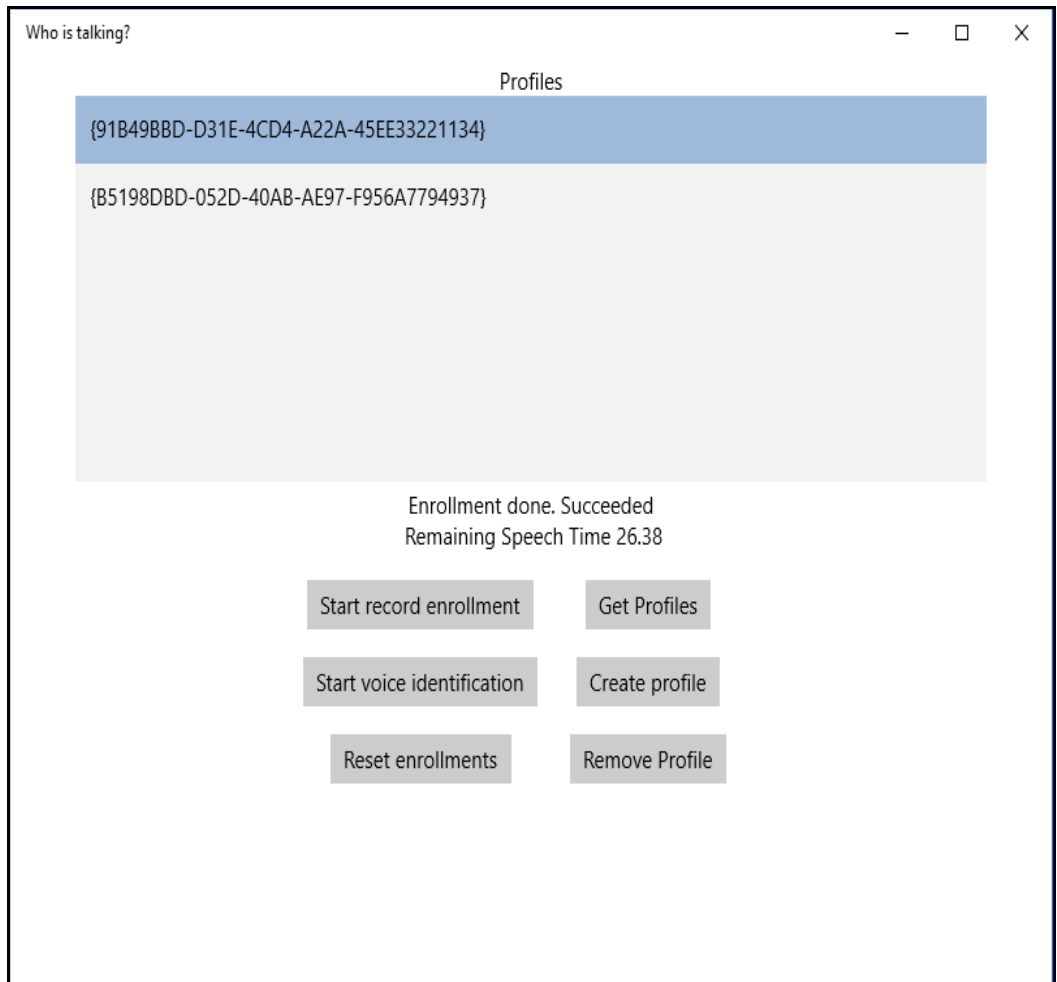 Who is talking?
Profiles
{91B49BBD-D31E-4CD4-A22A-45EE33221134}
{B5198DBD-052D-40AB-AE97-F956A7794937}
Enrollment done. Succeeded
Remaining Speech Time 26.38
Start record enrollment Get Profiles
Start voice identification Create profile
Reset enrollments Remove Profile